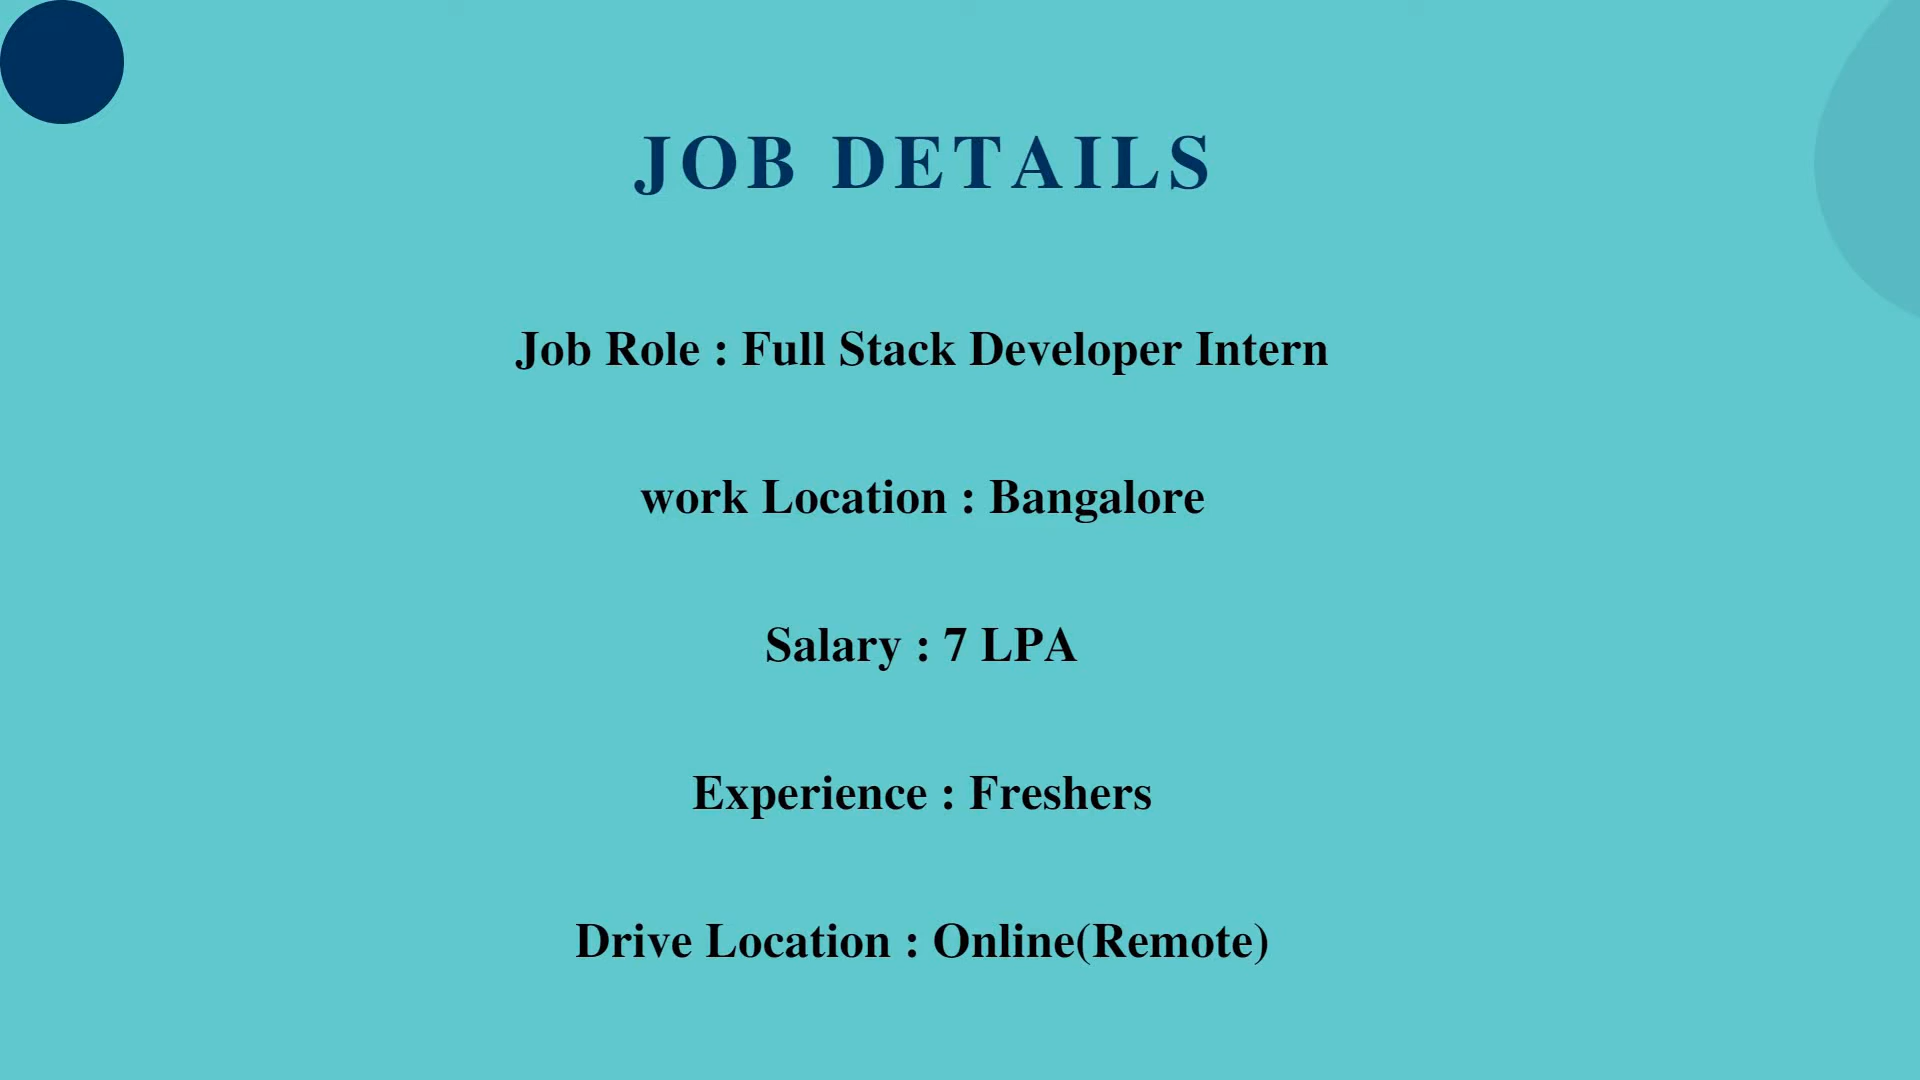 JOB DETAILS
Job Role : Full Stack Developer Intern
work Location : Bangalore
Salary : 7 LPA
Experience : Freshers
Drive Location : Online(Remote)